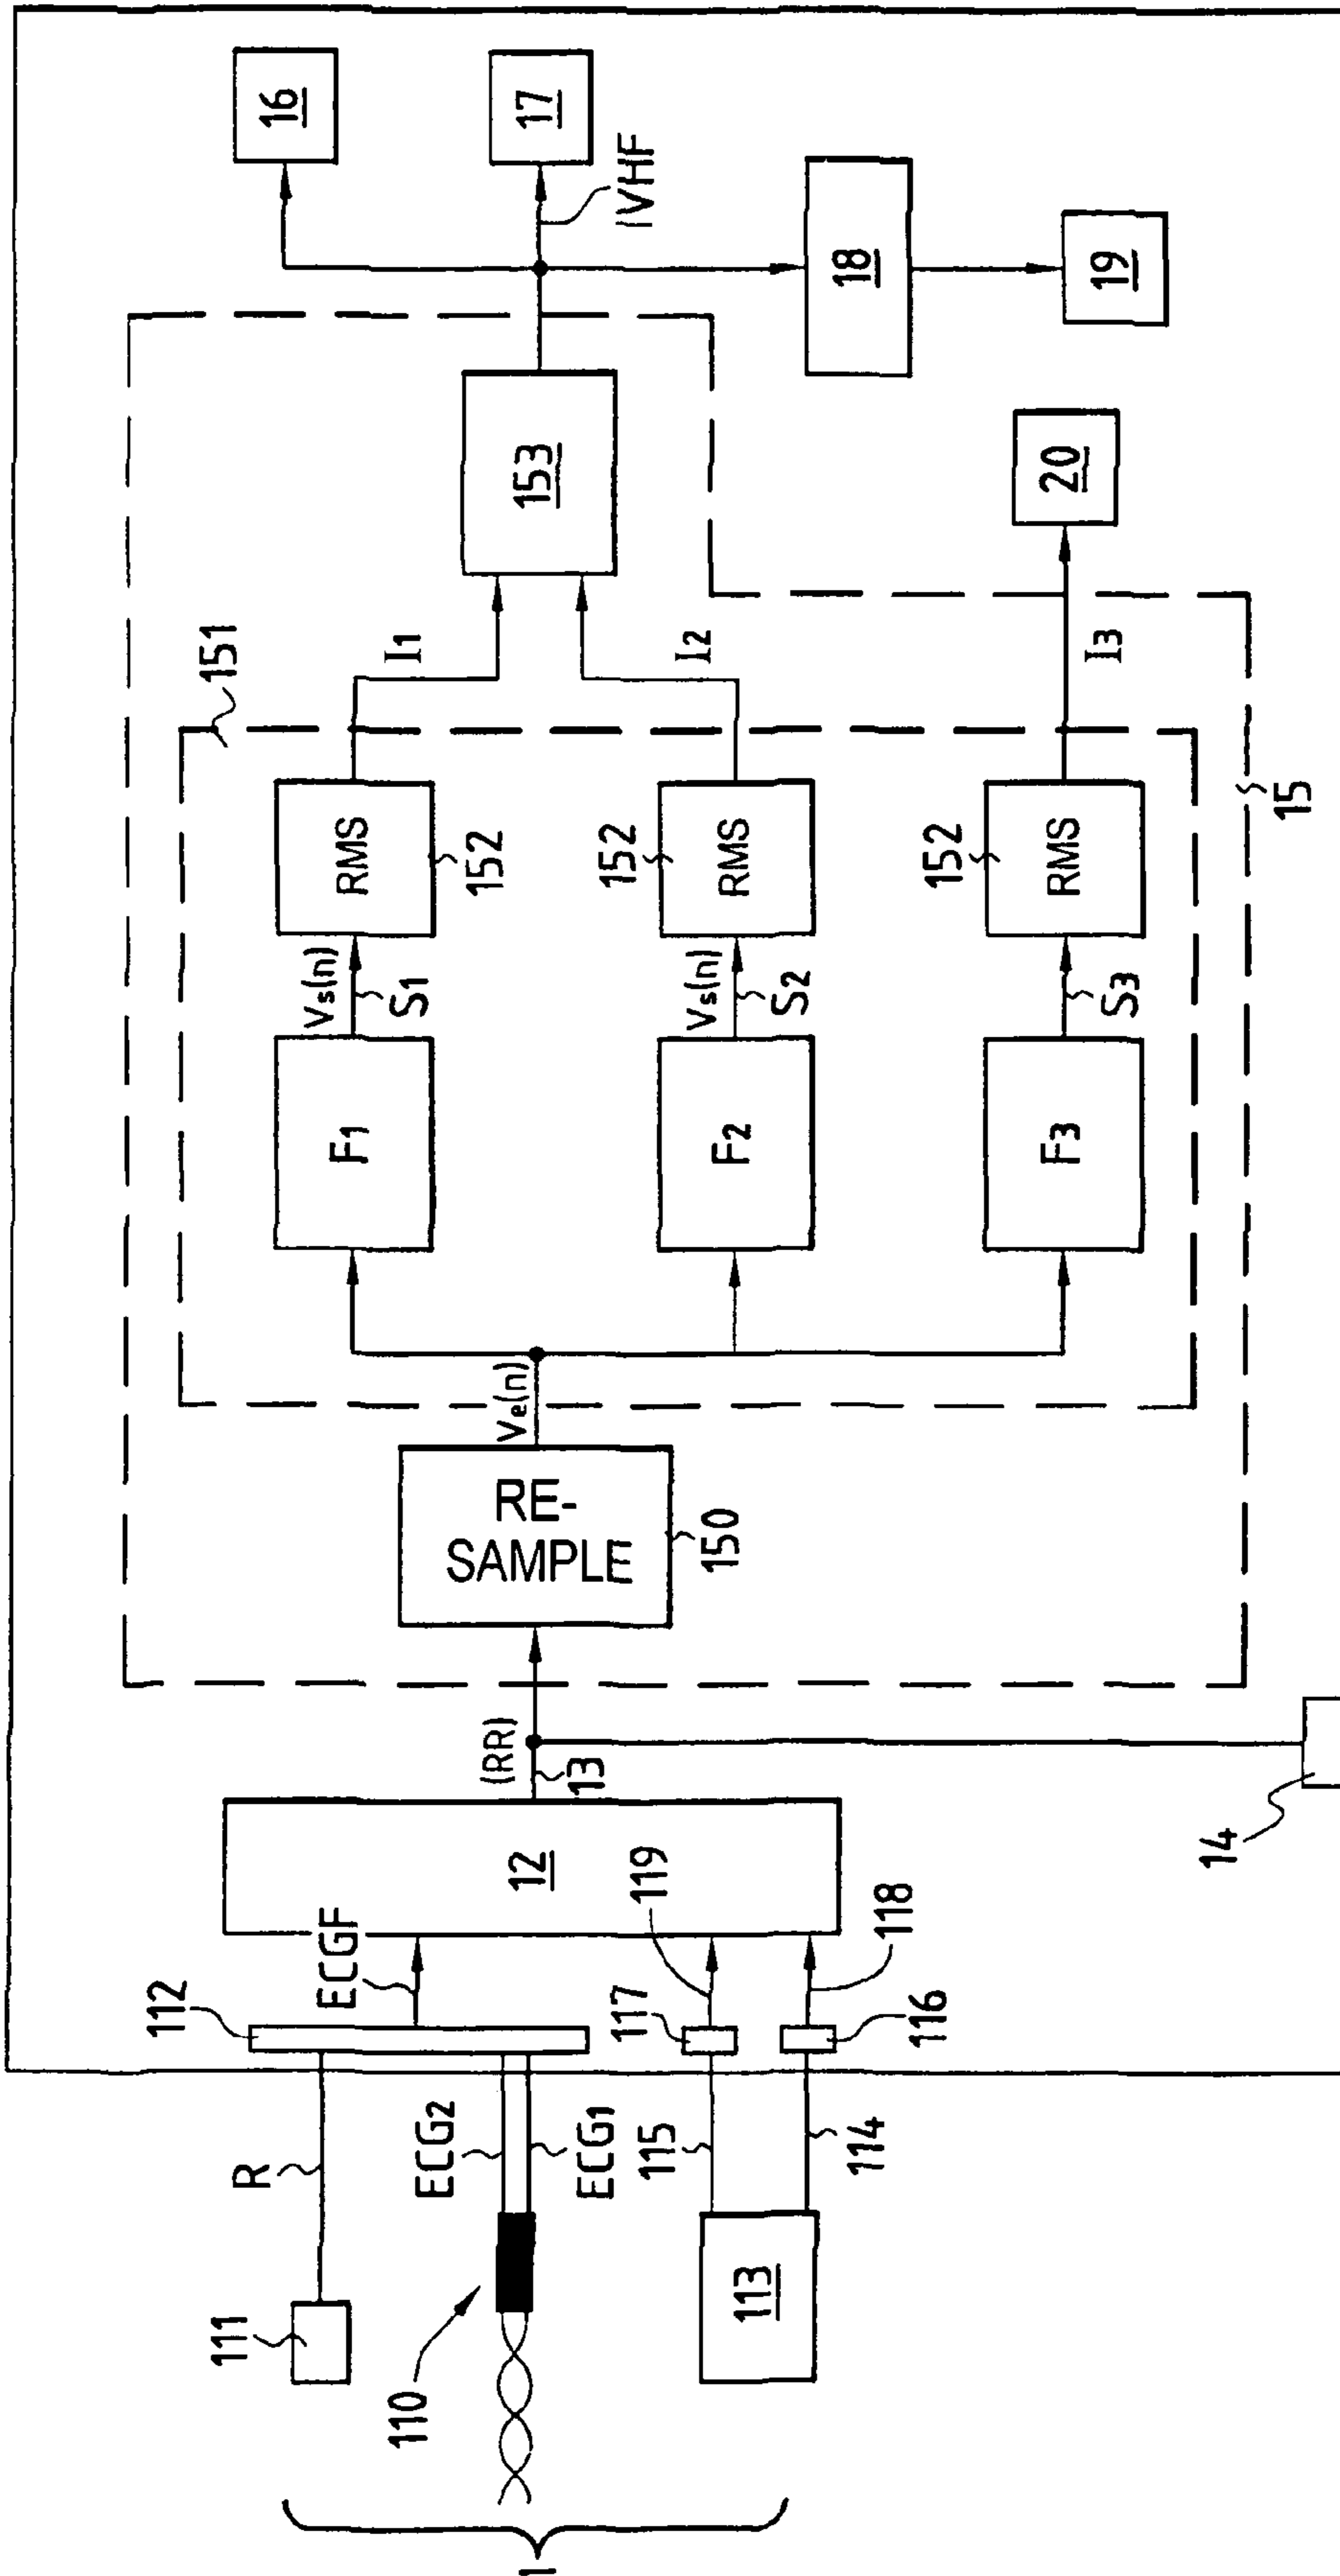 1
111
R
110
ECG2
ECG1
113
115
114
112
ECGF
117
116
119
118
12
(RR)
13
14
RE-
SAMPLE
150
Ve(n)
F1
F2
F3
Vs(n)
S1
Vs(n)
S2
S3
RMS
152
RMS
152
RMS
152
151
15
I1
I2
I3
153
20
IVHF
16
17
18
19